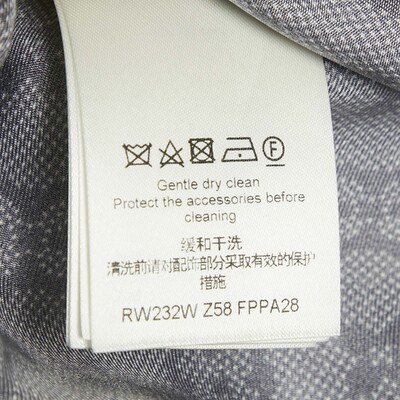 F
Gentle dry clean
Protect the accessories before
cleaning
缓和干洗
清洗前请对配饰部分采取有效的保护
措施
RW232W Z58 FPPA28